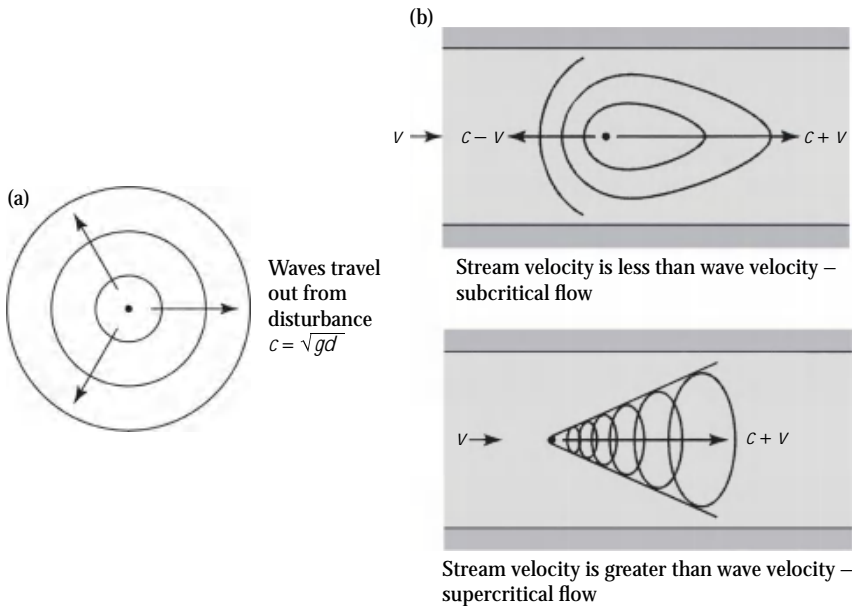 (a)
Waves travel
out from
disturbance
c = √gd
(b)
V
C – V
C + V
Stream velocity is less than wave velocity –
subcritical flow
V
C + V
Stream velocity is greater than wave velocity –
supercritical flow